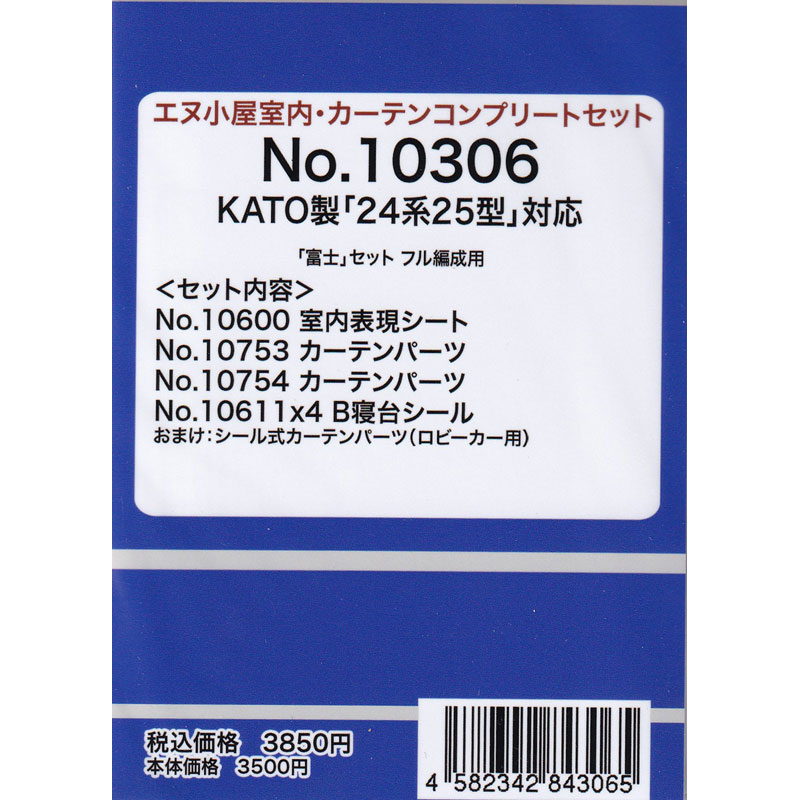 エヌ小屋室内・カーテンコンプリートセット
No.10306
KATO製「24系25型」対応
「富士」セット フル編成用
＜セット内容＞
No.10600 室内表現シート
No.10753 カーテンパーツ
No.10754 カーテンパーツ
No.10611x4 B寝台シール
おまけ：シール式カーテンパーツ（ロビーカー用）
税込価格 3850円
本体価格 3500円
4 582342 843065